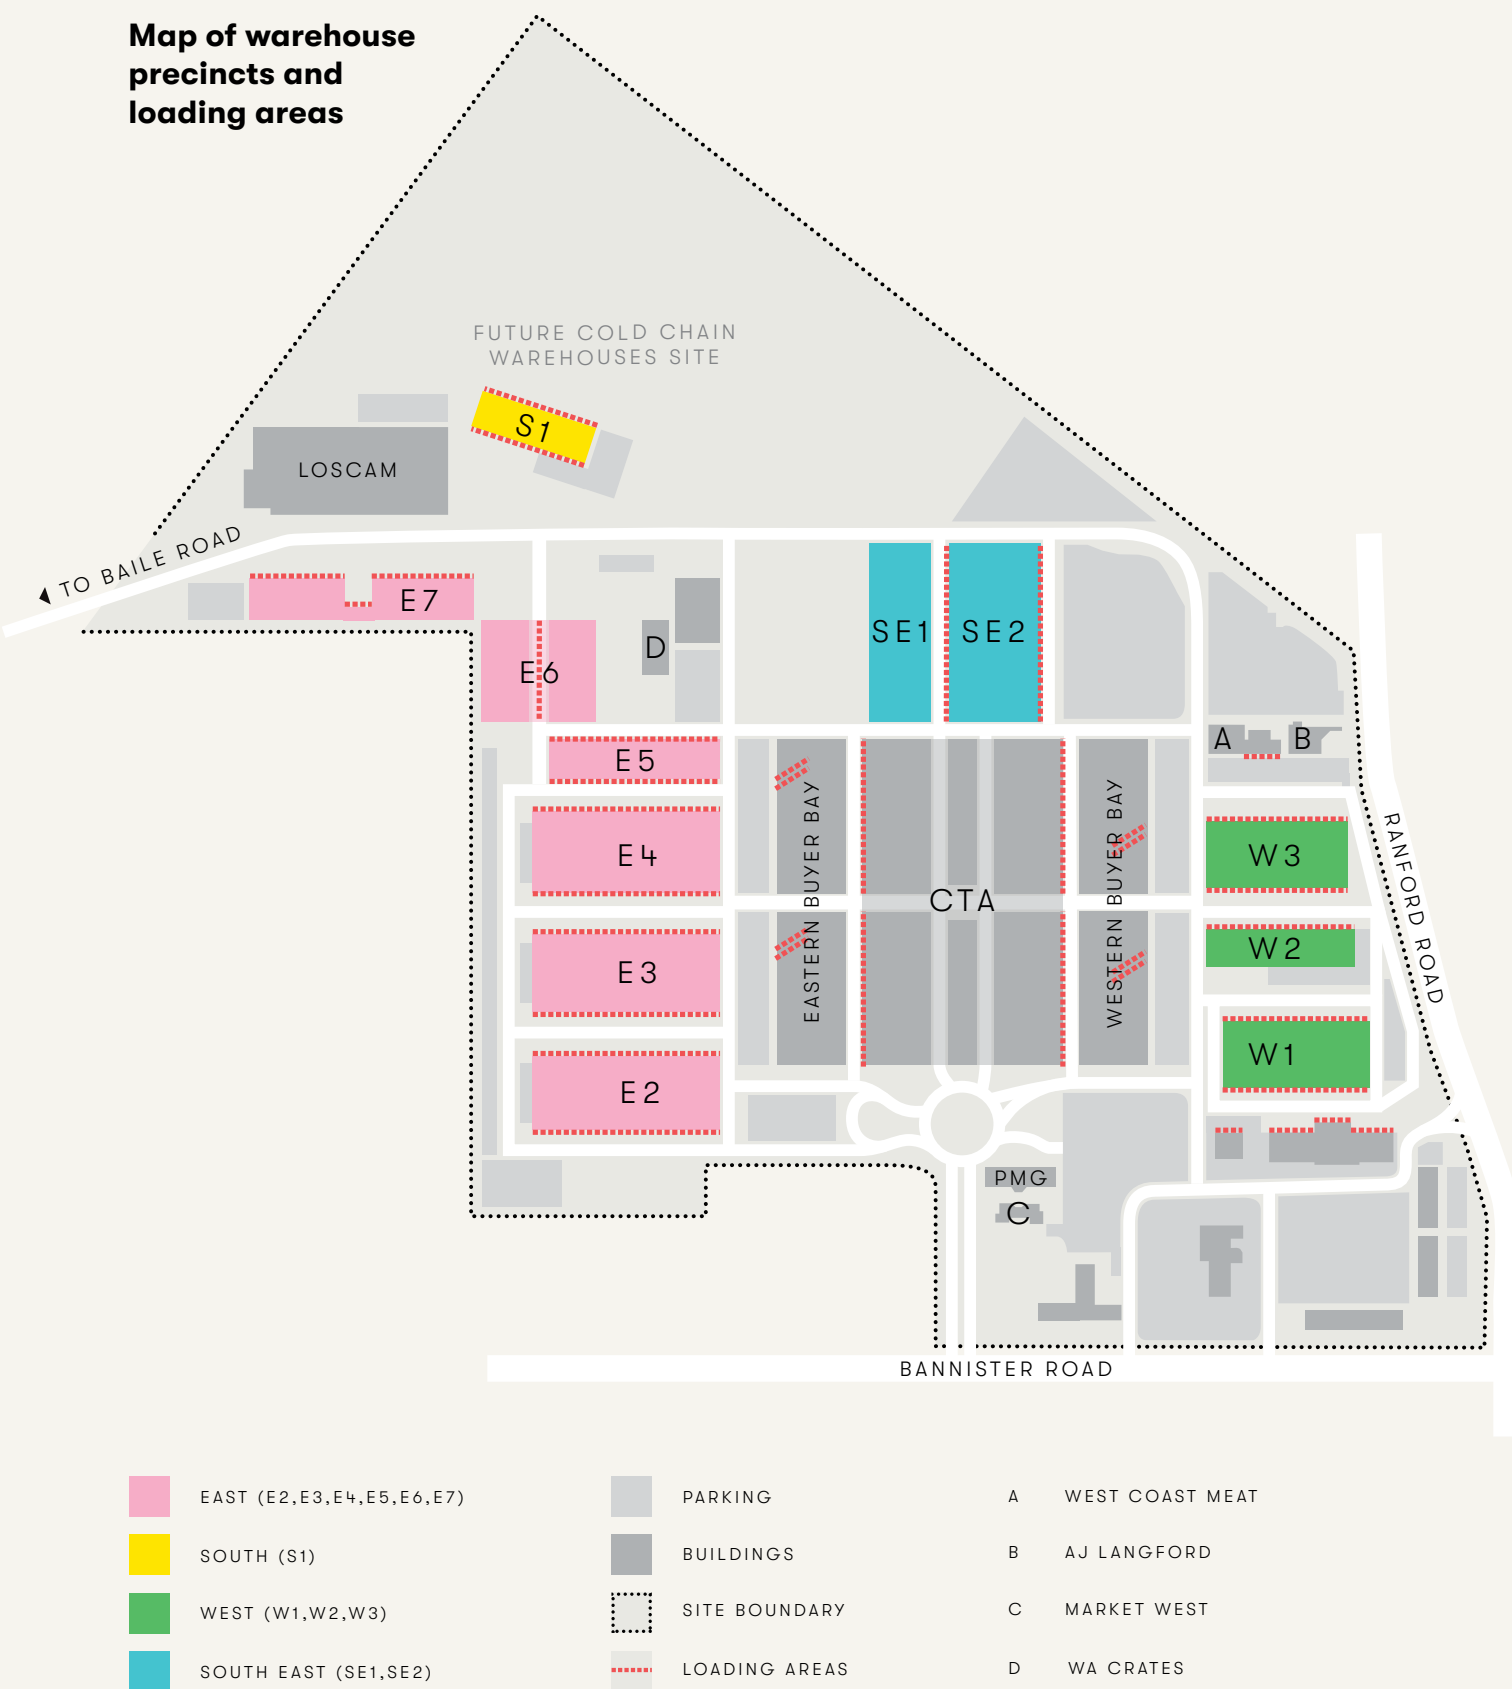 Map of warehouse
precincts and
loading areas
FUTURE COLD CHAIN
WAREHOUSES SITE
S1
LOSCAM
TO BAILE ROAD
E7
SE1
SE2
D
E6
A
B
E5
EASTERN BUYER BAY
WESTERN BUYER BAY
RANFORD ROAD
E4
W3
CTA
W2
E3
W1
E2
PMG
C
BANNISTER ROAD
EAST (E2,E3,E4,E5,E6,E7)
SOUTH (S1)
WEST (W1,W2,W3)
SOUTH EAST (SE1,SE2)
PARKING
BUILDINGS
SITE BOUNDARY
LOADING AREAS
A WEST COAST MEAT
B AJ LANGFORD
C MARKET WEST
D WA CRATES